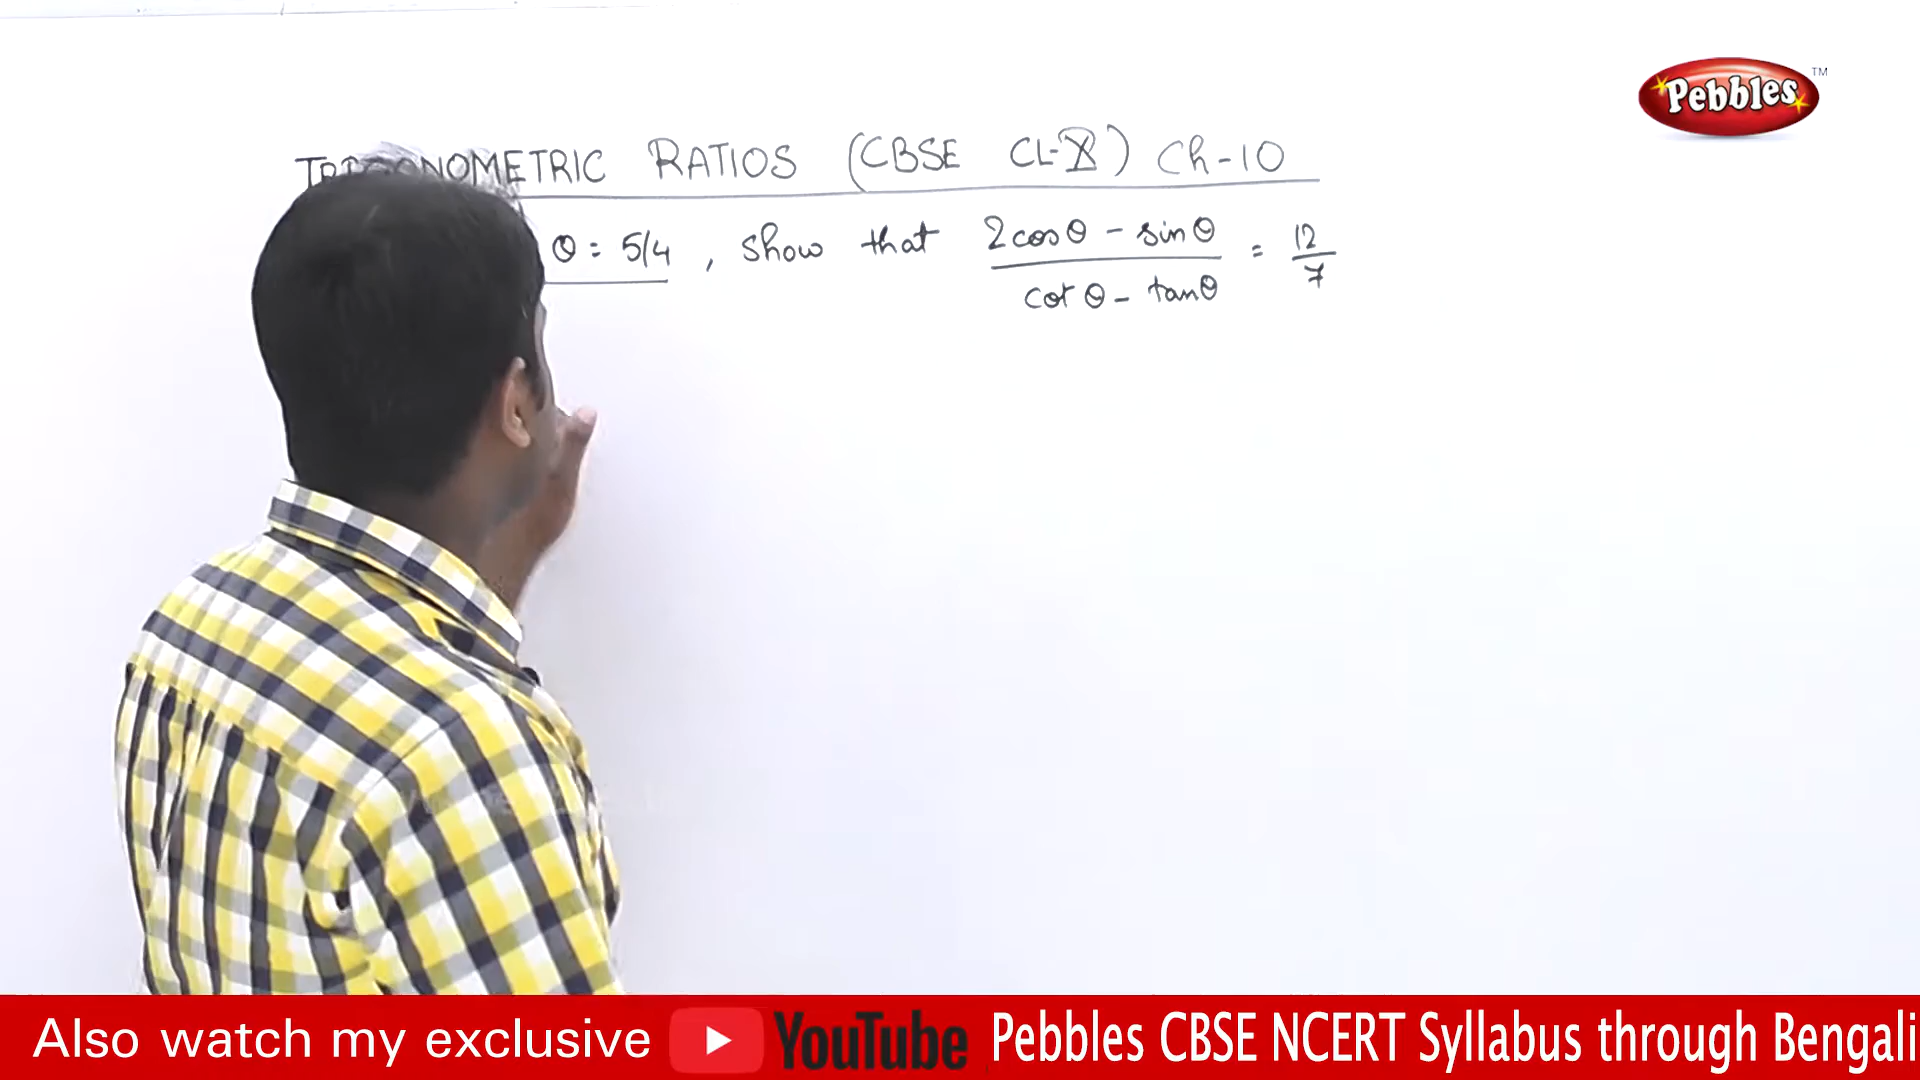 Pebbles TM
TRIGONOMETRIC RATIOS (CBSE CL-X) Ch-10
θ = 5/4 , show that (2cosθ - sinθ)/(cotθ - tanθ) = 12/7
Also watch my exclusive YouTube Pebbles CBSE NCERT Syllabus through Bengali